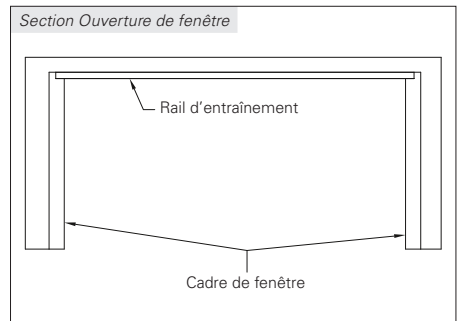 Section Ouverture de fenêtre
Rail d'entraînement
Cadre de fenêtre